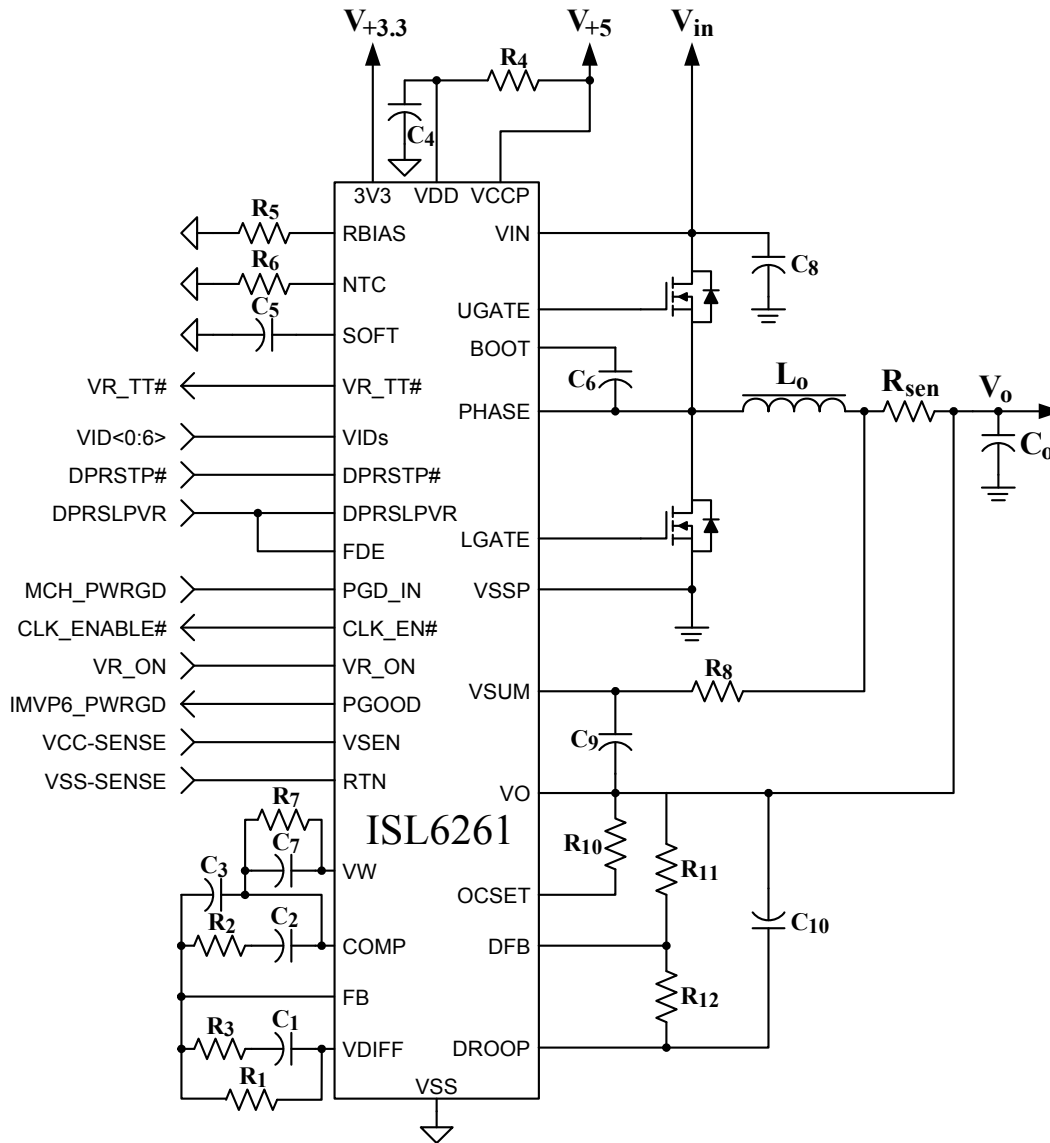 V+3.3
V+5
Vin
R4
C4
3V3 VDD VCCP
R5
RBIAS VIN
C8
R6
NTC
UGATE
C5
SOFT
BOOT
C6
Lo
Rsen
Vo
VR_TT# VR_TT# PHASE
Co
VID<0:6> VIDs
DPRSTP# DPRSTP#
DPRSLPVR DPRSLPVR
LGATE
FDE
MCH_PWRGD PGD_IN VSSP
CLK_ENABLE# CLK_EN#
VR_ON VR_ON
R8
VSUM
IMVP6_PWRGD PGOOD
C9
VCC-SENSE VSEN
VSS-SENSE RTN
VO
R7
ISL6261
R10
R11
C7
C3
VW
OCSET
C10
R2
C2
COMP DFB
FB
R12
R3
C1
VDIFF DROOP
R1
VSS